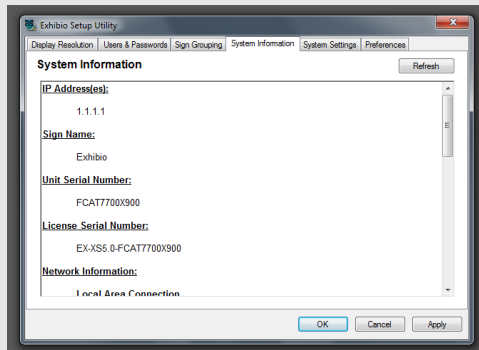 Exhibio Setup Utility
Display Resolution Users & Passwords Sign Grouping System Information System Settings Preferences
System Information Refresh
IP Address(es):
1.1.1.1
Sign Name:
Exhibio
Unit Serial Number:
FCAT7700X900
License Serial Number:
EX-XS5.0-FCAT7700X900
Network Information:
Local Area Connection
OK Cancel Apply